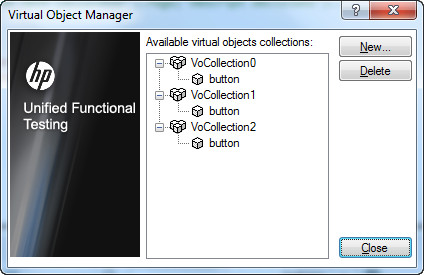 Virtual Object Manager
Available virtual objects collections:
hp
Unified Functional
Testing
VoCollection0
button
VoCollection1
button
VoCollection2
button
New...
Delete
Close